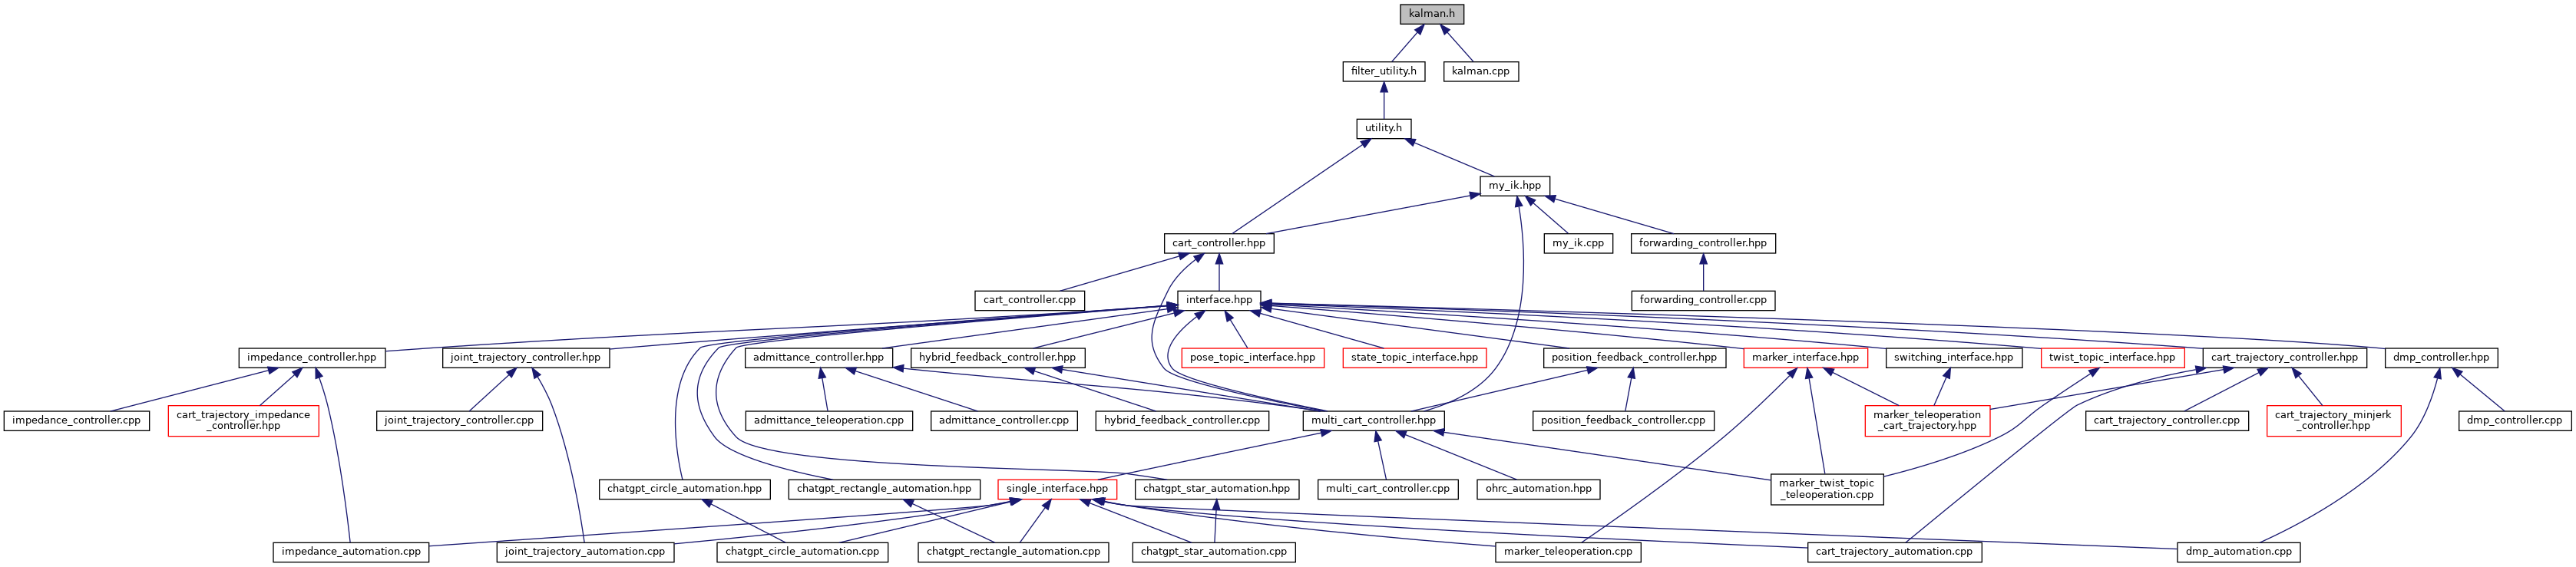 kalman.h
filter_utility.h
kalman.cpp
utility.h
my_ik.hpp
cart_controller.hpp
my_ik.cpp
forwarding_controller.hpp
cart_controller.cpp
interface.hpp
forwarding_controller.cpp
impedance_controller.hpp
joint_trajectory_controller.hpp
admittance_controller.hpp
hybrid_feedback_controller.hpp
pose_topic_interface.hpp
state_topic_interface.hpp
position_feedback_controller.hpp
marker_interface.hpp
switching_interface.hpp
twist_topic_interface.hpp
cart_trajectory_controller.hpp
dmp_controller.hpp
impedance_controller.cpp
cart_trajectory_impedance
_controller.hpp
joint_trajectory_controller.cpp
admittance_teleoperation.cpp
admittance_controller.cpp
hybrid_feedback_controller.cpp
multi_cart_controller.hpp
position_feedback_controller.cpp
marker_teleoperation
_cart_trajectory.hpp
cart_trajectory_controller.cpp
cart_trajectory_minjerk
_controller.hpp
dmp_controller.cpp
chatgpt_circle_automation.hpp
chatgpt_rectangle_automation.hpp
single_interface.hpp
chatgpt_star_automation.hpp
multi_cart_controller.cpp
ohrc_automation.hpp
marker_twist_topic
_teleoperation.cpp
impedance_automation.cpp
joint_trajectory_automation.cpp
chatgpt_circle_automation.cpp
chatgpt_rectangle_automation.cpp
chatgpt_star_automation.cpp
marker_teleoperation.cpp
cart_trajectory_automation.cpp
dmp_automation.cpp